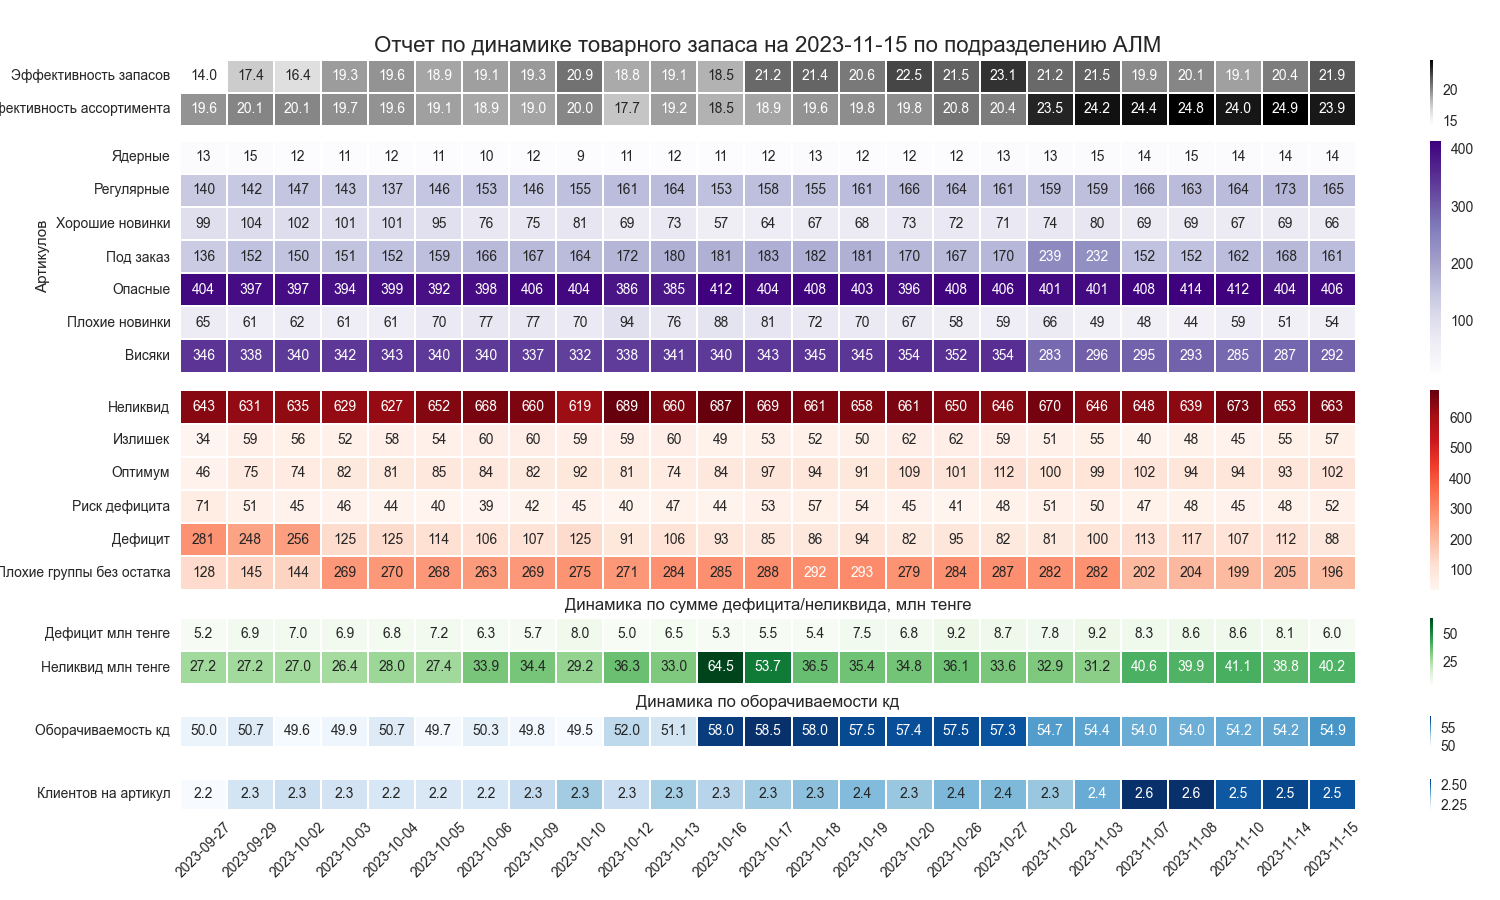 Отчет по динамике товарного запаса на 2023-11-15 по подразделению АЛМ
Эффективность запасов 14.0 17.4 16.4 19.3 19.6 18.9 19.1 19.3 20.9 18.8 19.1 18.5 21.2 21.4 20.6 22.5 21.5 23.1 21.2 21.5 19.9 20.1 19.1 20.4 21.9
фективность ассортимента 19.6 20.1 20.1 19.7 19.6 19.1 18.9 19.0 20.0 17.7 19.2 18.5 18.9 19.6 19.8 19.8 20.8 20.4 23.5 24.2 24.4 24.8 24.0 24.9 23.9
20
15
Артикулов
Ядерные 13 15 12 11 12 11 10 12 9 11 12 11 12 13 12 12 12 13 13 15 14 15 14 14 14
Регулярные 140 142 147 143 137 146 153 146 155 161 164 153 158 155 161 166 164 161 159 159 166 163 164 173 165
Хорошие новинки 99 104 102 101 101 95 76 75 81 69 73 57 64 67 68 73 72 71 74 80 69 69 67 69 66
Под заказ 136 152 150 151 152 159 166 167 164 172 180 181 183 182 181 170 167 170 239 232 152 152 162 168 161
Опасные 404 397 397 394 399 392 398 406 404 386 385 412 404 408 403 396 408 406 401 401 408 414 412 404 406
Плохие новинки 65 61 62 61 61 70 77 77 70 94 76 88 81 72 70 67 58 59 66 49 48 44 59 51 54
Висяки 346 338 340 342 343 340 340 337 332 338 341 340 343 345 345 354 352 354 283 296 295 293 285 287 292
400
300
200
100
Неликвид 643 631 635 629 627 652 668 660 619 689 660 687 669 661 658 661 650 646 670 646 648 639 673 653 663
Излишек 34 59 56 52 58 54 60 60 59 59 60 49 53 52 50 62 62 59 51 55 40 48 45 55 57
Оптимум 46 75 74 82 81 85 84 82 92 81 74 84 97 94 91 109 101 112 100 99 102 94 94 93 102
Риск дефицита 71 51 45 46 44 40 39 42 45 40 47 44 53 57 54 45 41 48 51 50 47 48 45 48 52
Дефицит 281 248 256 125 125 114 106 107 125 91 106 93 85 86 94 82 95 82 81 100 113 117 107 112 88
Плохие группы без остатка 128 145 144 269 270 268 263 269 275 271 284 285 288 292 293 279 284 287 282 282 202 204 199 205 196
600
500
400
300
200
100
Динамика по сумме дефицита/неликвида, млн тенге
Дефицит млн тенге 5.2 6.9 7.0 6.9 6.8 7.2 6.3 5.7 8.0 5.0 6.5 5.3 5.5 5.4 7.5 6.8 9.2 8.7 7.8 9.2 8.3 8.6 8.6 8.1 6.0
Неликвид млн тенге 27.2 27.2 27.0 26.4 28.0 27.4 33.9 34.4 29.2 36.3 33.0 64.5 53.7 36.5 35.4 34.8 36.1 33.6 32.9 31.2 40.6 39.9 41.1 38.8 40.2
50
25
Динамика по оборачиваемости кд
Оборачиваемость кд 50.0 50.7 49.6 49.9 50.7 49.7 50.3 49.8 49.5 52.0 51.1 58.0 58.5 58.0 57.5 57.4 57.5 57.3 54.7 54.4 54.0 54.0 54.2 54.2 54.9
55
50
Клиентов на артикул 2.2 2.3 2.3 2.3 2.2 2.2 2.2 2.3 2.3 2.3 2.3 2.3 2.3 2.3 2.4 2.3 2.4 2.4 2.3 2.4 2.6 2.6 2.5 2.5 2.5
2.50
2.25
2023-09-27 2023-09-29 2023-10-02 2023-10-03 2023-10-04 2023-10-05 2023-10-06 2023-10-09 2023-10-10 2023-10-12 2023-10-13 2023-10-16 2023-10-17 2023-10-18 2023-10-19 2023-10-20 2023-10-26 2023-10-27 2023-11-02 2023-11-03 2023-11-07 2023-11-08 2023-11-10 2023-11-14 2023-11-15